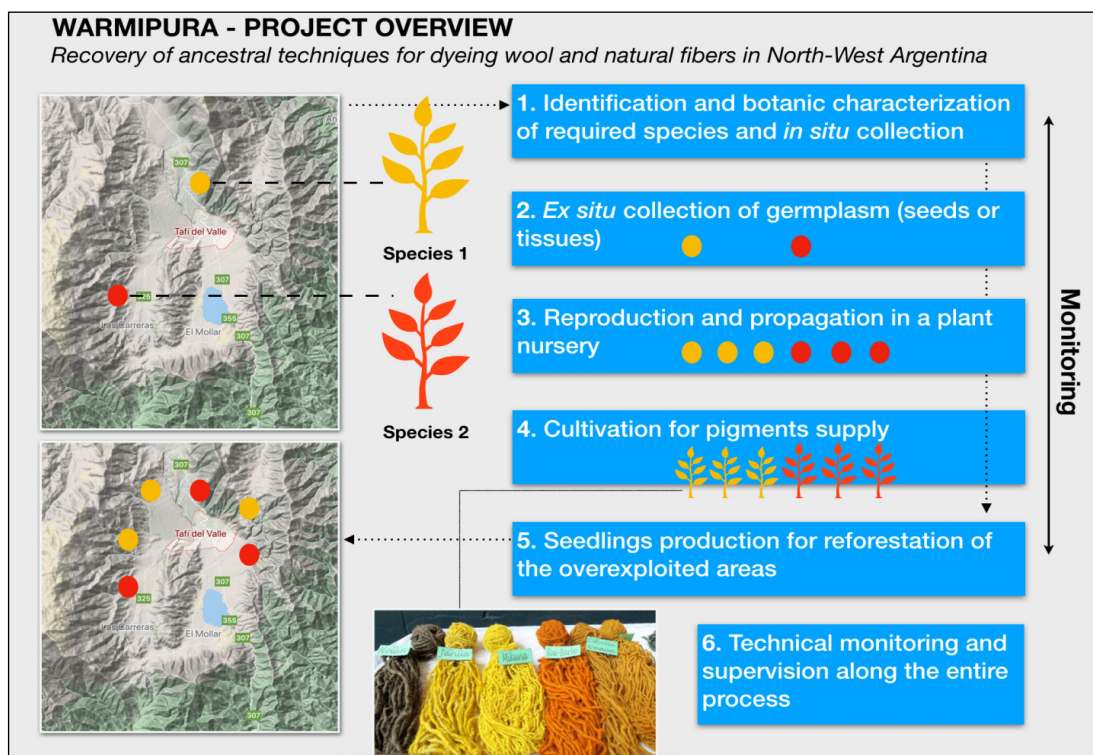 WARMIPURA - PROJECT OVERVIEW
Recovery of ancestral techniques for dyeing wool and natural fibers in North-West Argentina
307
Tafí del Valle
307
325
Las Carreras
El Mollar
355
307
Species 1
Species 2
1. Identification and botanic characterization
of required species and in situ collection
2. Ex situ collection of germplasm (seeds or
tissues)
3. Reproduction and propagation in a plant
nursery
4. Cultivation for pigments supply
5. Seedlings production for reforestation of
the overexploited areas
6. Technical monitoring and
supervision along the entire
process
Monitoring
307
Tafí del Valle
307
325
Las Carreras
El Mollar
355
307